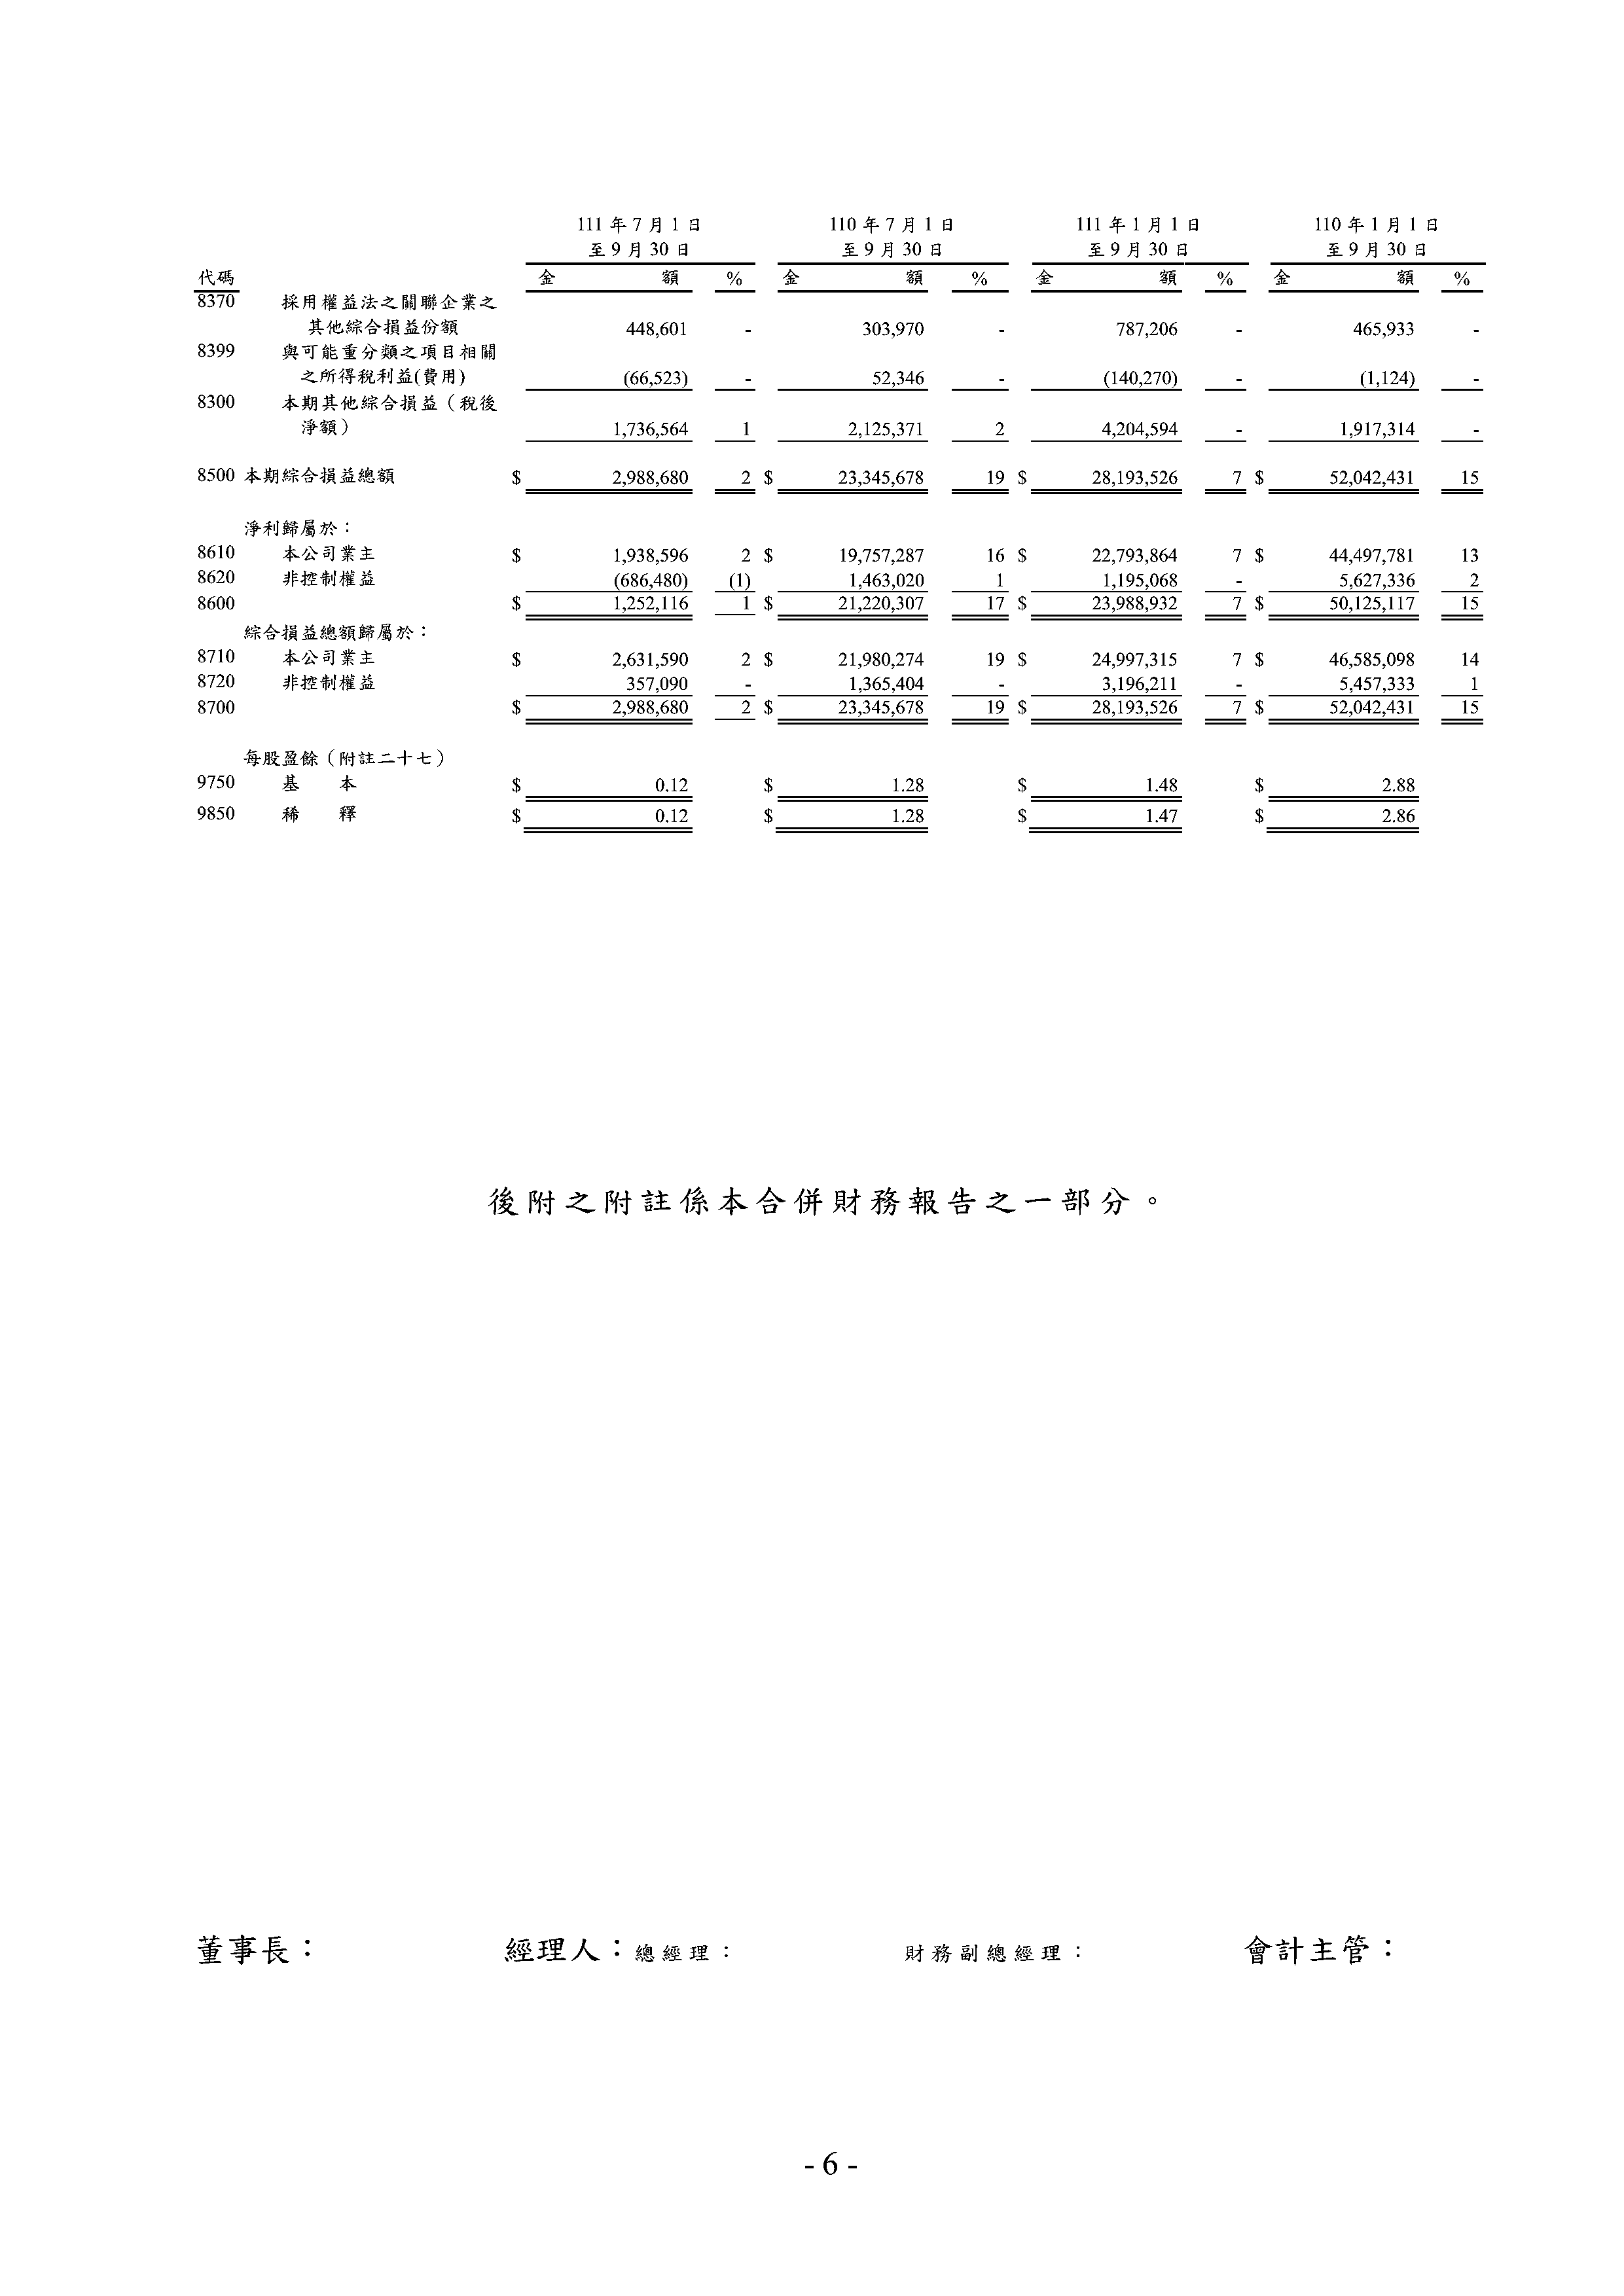 111 年 7 月 1 日 110 年 7 月 1 日 111 年 1 月 1 日 110 年 1 月 1 日
至 9 月 30 日 至 9 月 30 日 至 9 月 30 日 至 9 月 30 日
代碼 金 額 % 金 額 % 金 額 % 金 額 %
8370 採用權益法之關聯企業之
其他綜合損益份額 448,601 - 303,970 - 787,206 - 465,933 -
8399 與可能重分類之項目相關
之所得稅利益(費用) (66,523) - 52,346 - (140,270) - (1,124) -
8300 本期其他綜合損益（稅後
淨額） 1,736,564 1 2,125,371 2 4,204,594 - 1,917,314 -
8500 本期綜合損益總額 $ 2,988,680 2 $ 23,345,678 19 $ 28,193,526 7 $ 52,042,431 15
淨利歸屬於：
8610 本公司業主 $ 1,938,596 2 $ 19,757,287 16 $ 22,793,864 7 $ 44,497,781 13
8620 非控制權益 (686,480) (1) 1,463,020 1 1,195,068 - 5,627,336 2
8600 $ 1,252,116 1 $ 21,220,307 17 $ 23,988,932 7 $ 50,125,117 15
綜合損益總額歸屬於：
8710 本公司業主 $ 2,631,590 2 $ 21,980,274 19 $ 24,997,315 7 $ 46,585,098 14
8720 非控制權益 357,090 - 1,365,404 - 3,196,211 - 5,457,333 1
8700 $ 2,988,680 2 $ 23,345,678 19 $ 28,193,526 7 $ 52,042,431 15
每股盈餘（附註二十七）
9750 基 本 $ 0.12 $ 1.28 $ 1.48 $ 2.88
9850 稀 釋 $ 0.12 $ 1.28 $ 1.47 $ 2.86
後附之附註係本合併財務報告之一部分。
董事長： 經理人：總經理： 財務副總經理： 會計主管：
- 6 -